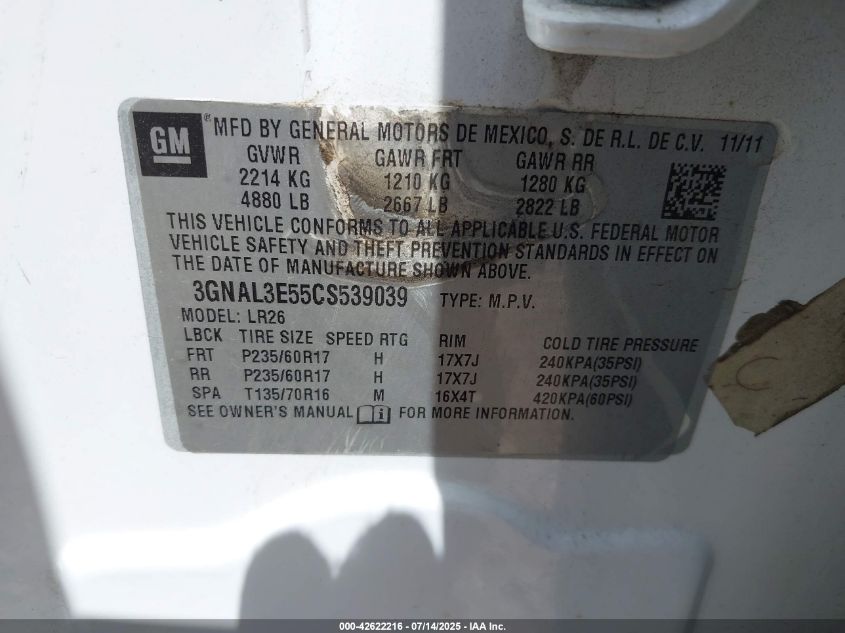 GM ® MFD BY GENERAL MOTORS DE MEXICO, S. DE R.L. DE C.V. 11/11
GVWR GAWR FRT GAWR RR
2214 KG 1210 KG 1280 KG
4880 LB 2667 LB 2822 LB
THIS VEHICLE CONFORMS TO ALL APPLICABLE U.S. FEDERAL MOTOR
VEHICLE SAFETY AND THEFT PREVENTION STANDARDS IN EFFECT ON
THE DATE OF MANUFACTURE SHOWN ABOVE.
3GNAL3E55CS539039 TYPE: M.P.V.
MODEL: LR26
LBCK TIRE SIZE SPEED RTG RIM COLD TIRE PRESSURE
FRT P235/60R17 H 17X7J 240KPA(35PSI)
RR P235/60R17 H 17X7J 240KPA(35PSI)
SPA T135/70R16 M 16X4T 420KPA(60PSI)
SEE OWNER'S MANUAL i FOR MORE INFORMATION.
000-42622216 - 07/14/2025 - IAA Inc.